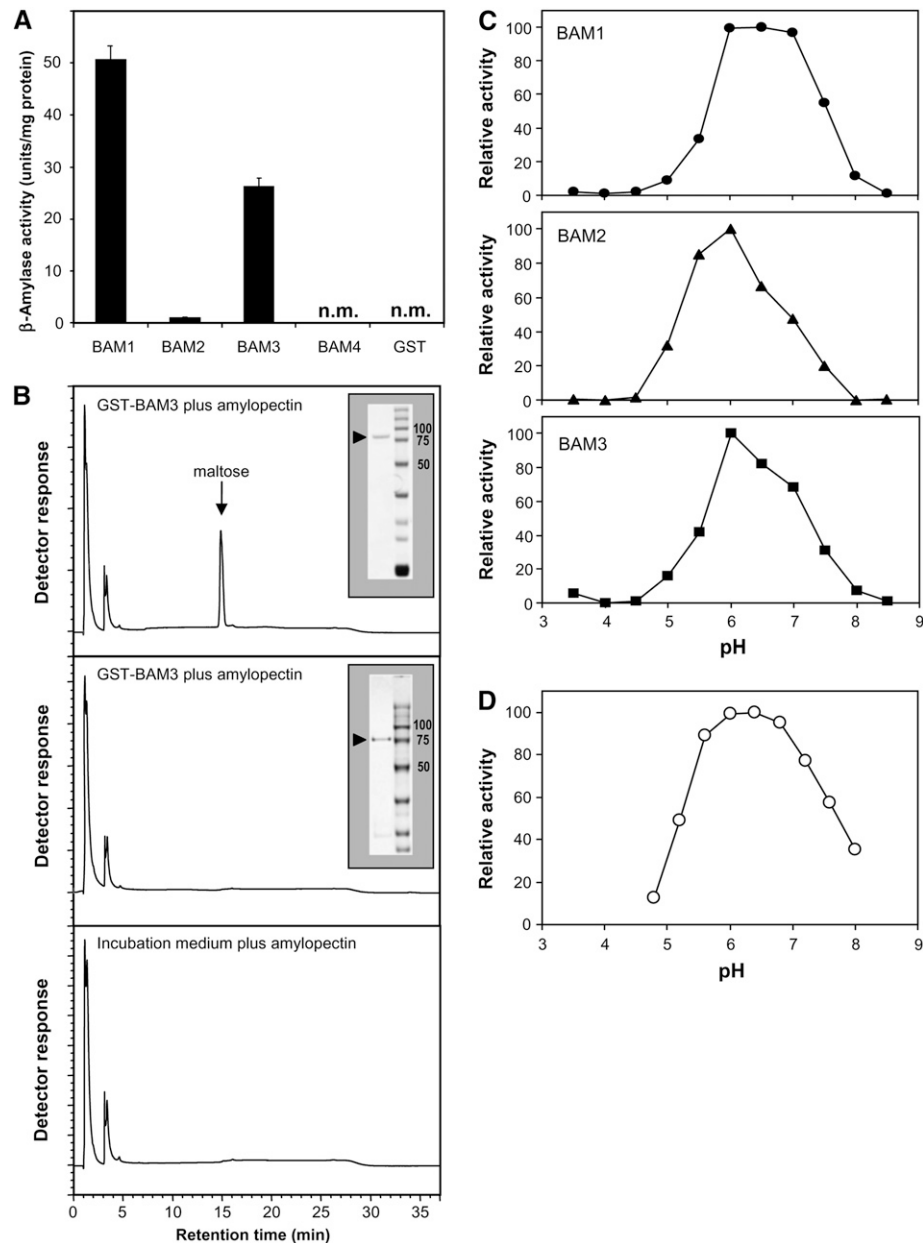 A
β-Amylase activity (units/mg protein)
50
40
30
20
10
0
n.m.
n.m.
BAM1
BAM2
BAM3
BAM4
GST
B
GST-BAM3 plus amylopectin
maltose
100
75
50
Detector response
GST-BAM3 plus amylopectin
100
75
50
Detector response
Incubation medium plus amylopectin
Detector response
0
5
10
15
20
25
30
35
Retention time (min)
C
BAM1
Relative activity
100
80
60
40
20
0
BAM2
Relative activity
100
80
60
40
20
0
BAM3
Relative activity
100
80
60
40
20
0
3
4
5
6
7
8
9
pH
D
Relative activity
100
80
60
40
20
0
3
4
5
6
7
8
9
pH